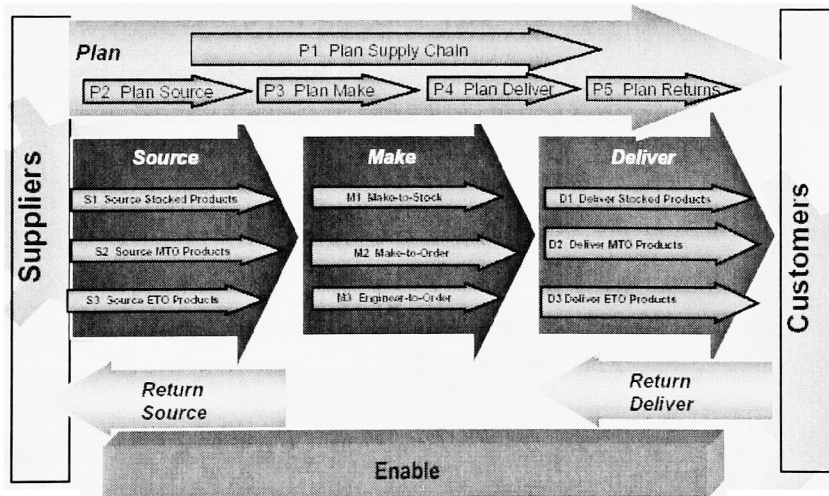 Suppliers
Plan
P1 Plan Supply Chain
P2 Plan Source
P3 Plan Make
P4 Plan Deliver
P5 Plan Returns
Source
S1 Source Stocked Products
S2 Source MTO Products
S3 Source ETO Products
Make
M1 Make-to-Stock
M2 Make-to-Order
M3 Engineer-to-Order
Deliver
D1 Deliver Stocked Products
D2 Deliver MTO Products
D3 Deliver ETO Products
Customers
Return
Source
Return
Deliver
Enable